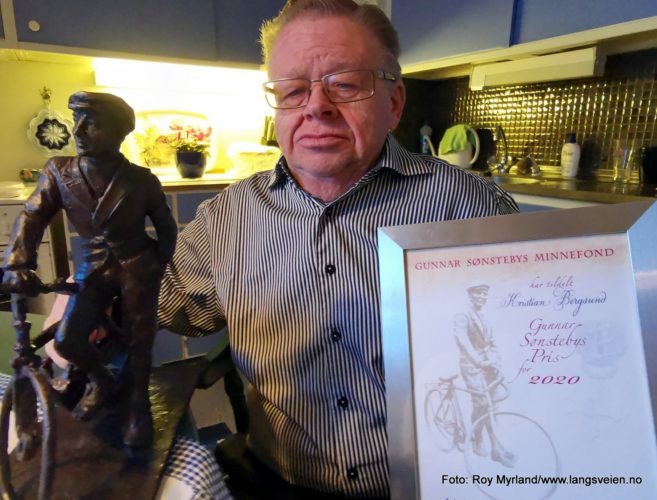 GUNNAR SØNSTEBYS MINNEFOND
har tildelt
Kristian Bergsund
Gunnar
Sønstebys
Pris
for
2020
Foto: Roy Myrland/www.langsveien.no